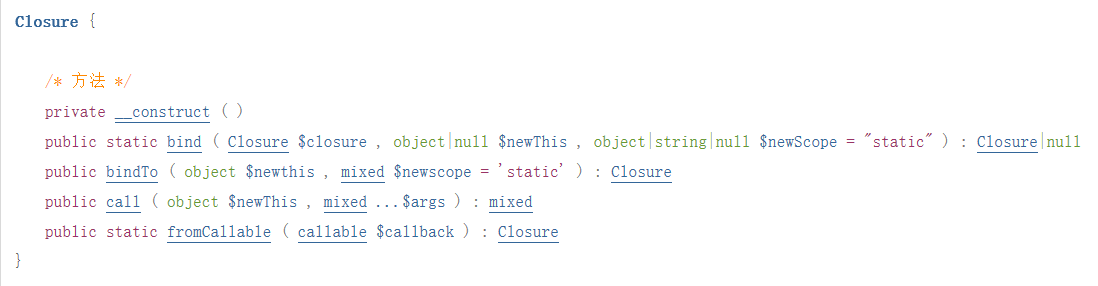 Closure {
/* 方法 */
private __construct ( )
public static bind ( Closure $closure , object|null $newThis , object|string|null $newScope = "static" ) : Closure|null
public bindTo ( object $newthis , mixed $newscope = 'static' ) : Closure
public call ( object $newThis , mixed ...$args ) : mixed
public static fromCallable ( callable $callback ) : Closure
}